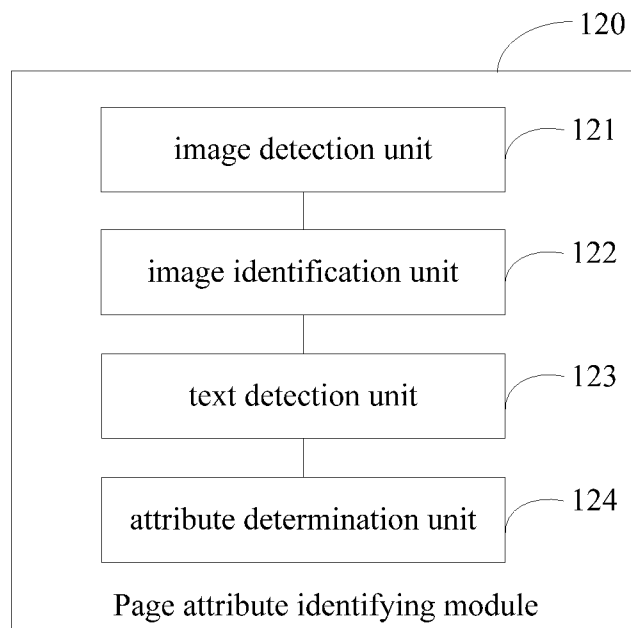 120
image detection unit
121
image identification unit
122
text detection unit
123
attribute determination unit
124
Page attribute identifying module